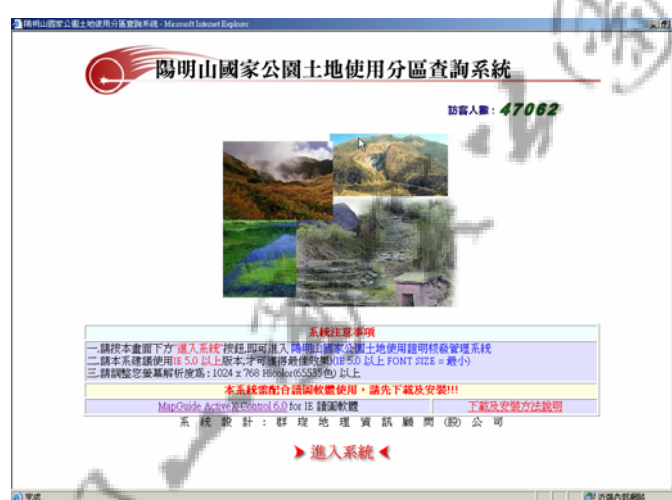 陽明山國家公園土地使用分區查詢系統 - Microsoft Internet Explorer
陽明山國家公園土地使用分區查詢系統
訪客人數：47062
系統注意事項
一.請按本畫面下方"進入系統"按鈕,即可進入 陽明山國家公園土地使用證明核發管理系統
二.請本系建議使用IE 5.0 以上版本,才可獲得最佳效果(IE 5.0 以上 FONT SIZE = 最小)
三.請調整您螢幕解析度為：1024 x 768 Hicolor(65535色) 以上
本系統需配合讀圖軟體使用，請先下載及安裝!!!
MapGuide ActiveX Control 6.0 for IE 讀圖軟體 下載及安裝方法說明
系 統 設 計 : 群 琁 地 理 資 訊 顧 問 (股) 公 司
進入系統
完成 近端內部網路